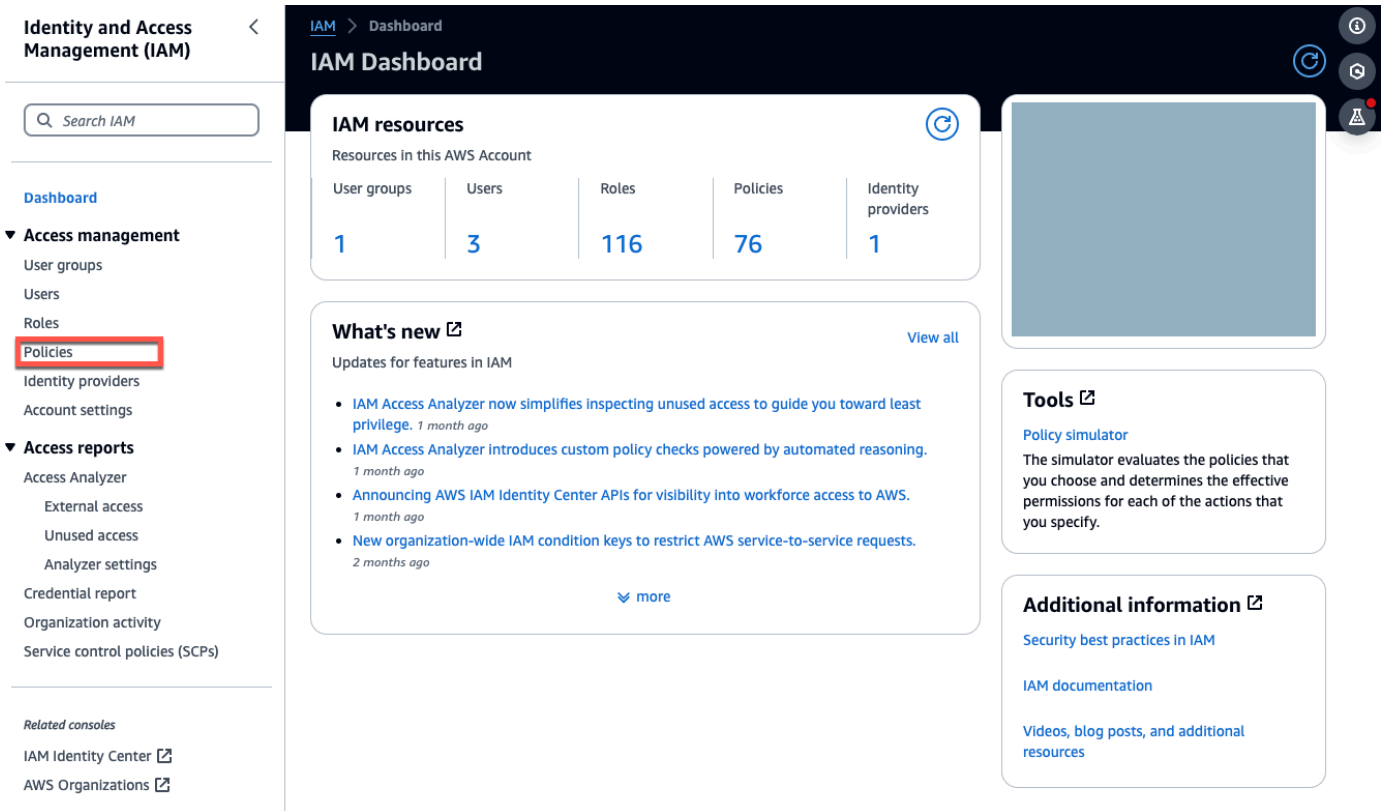 Identity and Access
Management (IAM)
Search IAM
Dashboard
Access management
User groups
Users
Roles
Policies
Identity providers
Account settings
Access reports
Access Analyzer
External access
Unused access
Analyzer settings
Credential report
Organization activity
Service control policies (SCPs)
Related consoles
IAM Identity Center
AWS Organizations
IAM > Dashboard
IAM Dashboard
IAM resources
Resources in this AWS Account
User groups
1
Users
3
Roles
116
Policies
76
Identity
providers
1
What's new
View all
Updates for features in IAM
IAM Access Analyzer now simplifies inspecting unused access to guide you toward least
privilege. 1 month ago
IAM Access Analyzer introduces custom policy checks powered by automated reasoning.
1 month ago
Announcing AWS IAM Identity Center APIs for visibility into workforce access to AWS.
1 month ago
New organization-wide IAM condition keys to restrict AWS service-to-service requests.
2 months ago
more
Tools
Policy simulator
The simulator evaluates the policies that
you choose and determines the effective
permissions for each of the actions that
you specify.
Additional information
Security best practices in IAM
IAM documentation
Videos, blog posts, and additional
resources